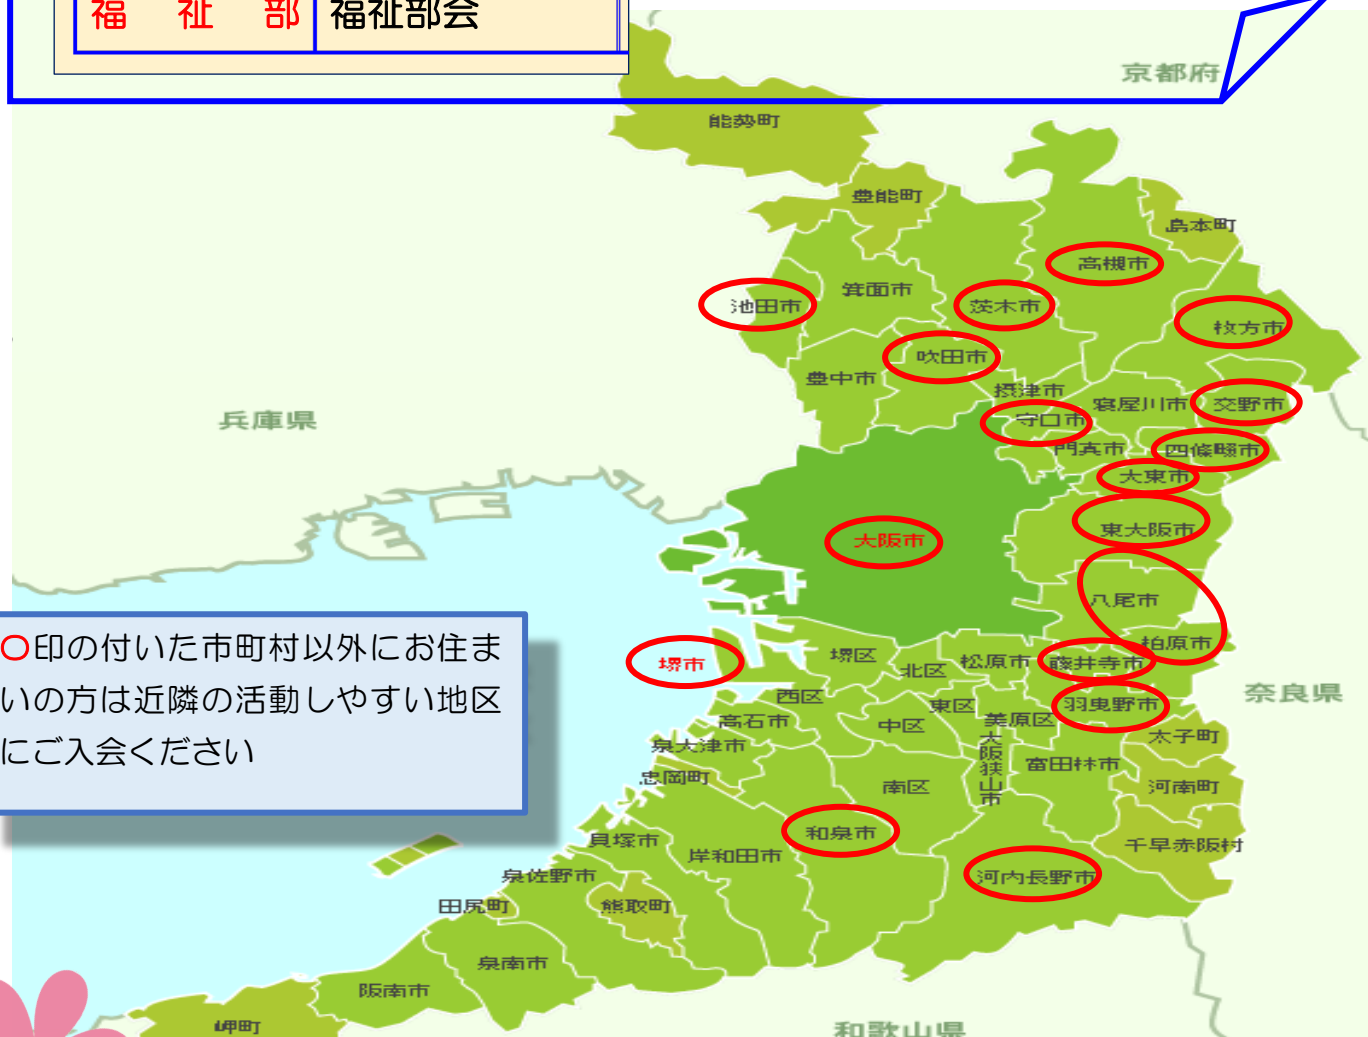 福祉部 福祉部会
京都府
能勢町
豊能町
島本町
高槻市
池田市
箕面市
茨木市
枚方市
吹田市
豊中市
摂津市
寝屋川市
交野市
守口市
兵庫県
門真市
四條畷市
大東市
東大阪市
大阪市
八尾市
柏原市
〇印の付いた市町村以外にお住ま
いの方は近隣の活動しやすい地区
にご入会ください
堺市
堺区
北区
松原市
藤井寺市
奈良県
西区
東区
羽曳野市
高石市
中区
美原区
泉大津市
大阪狭山市
太子町
忠岡町
富田林市
南区
河南町
和泉市
貝塚市
岸和田市
千早赤阪村
泉佐野市
河内長野市
田尻町
熊取町
泉南市
阪南市
岬町
和歌山県